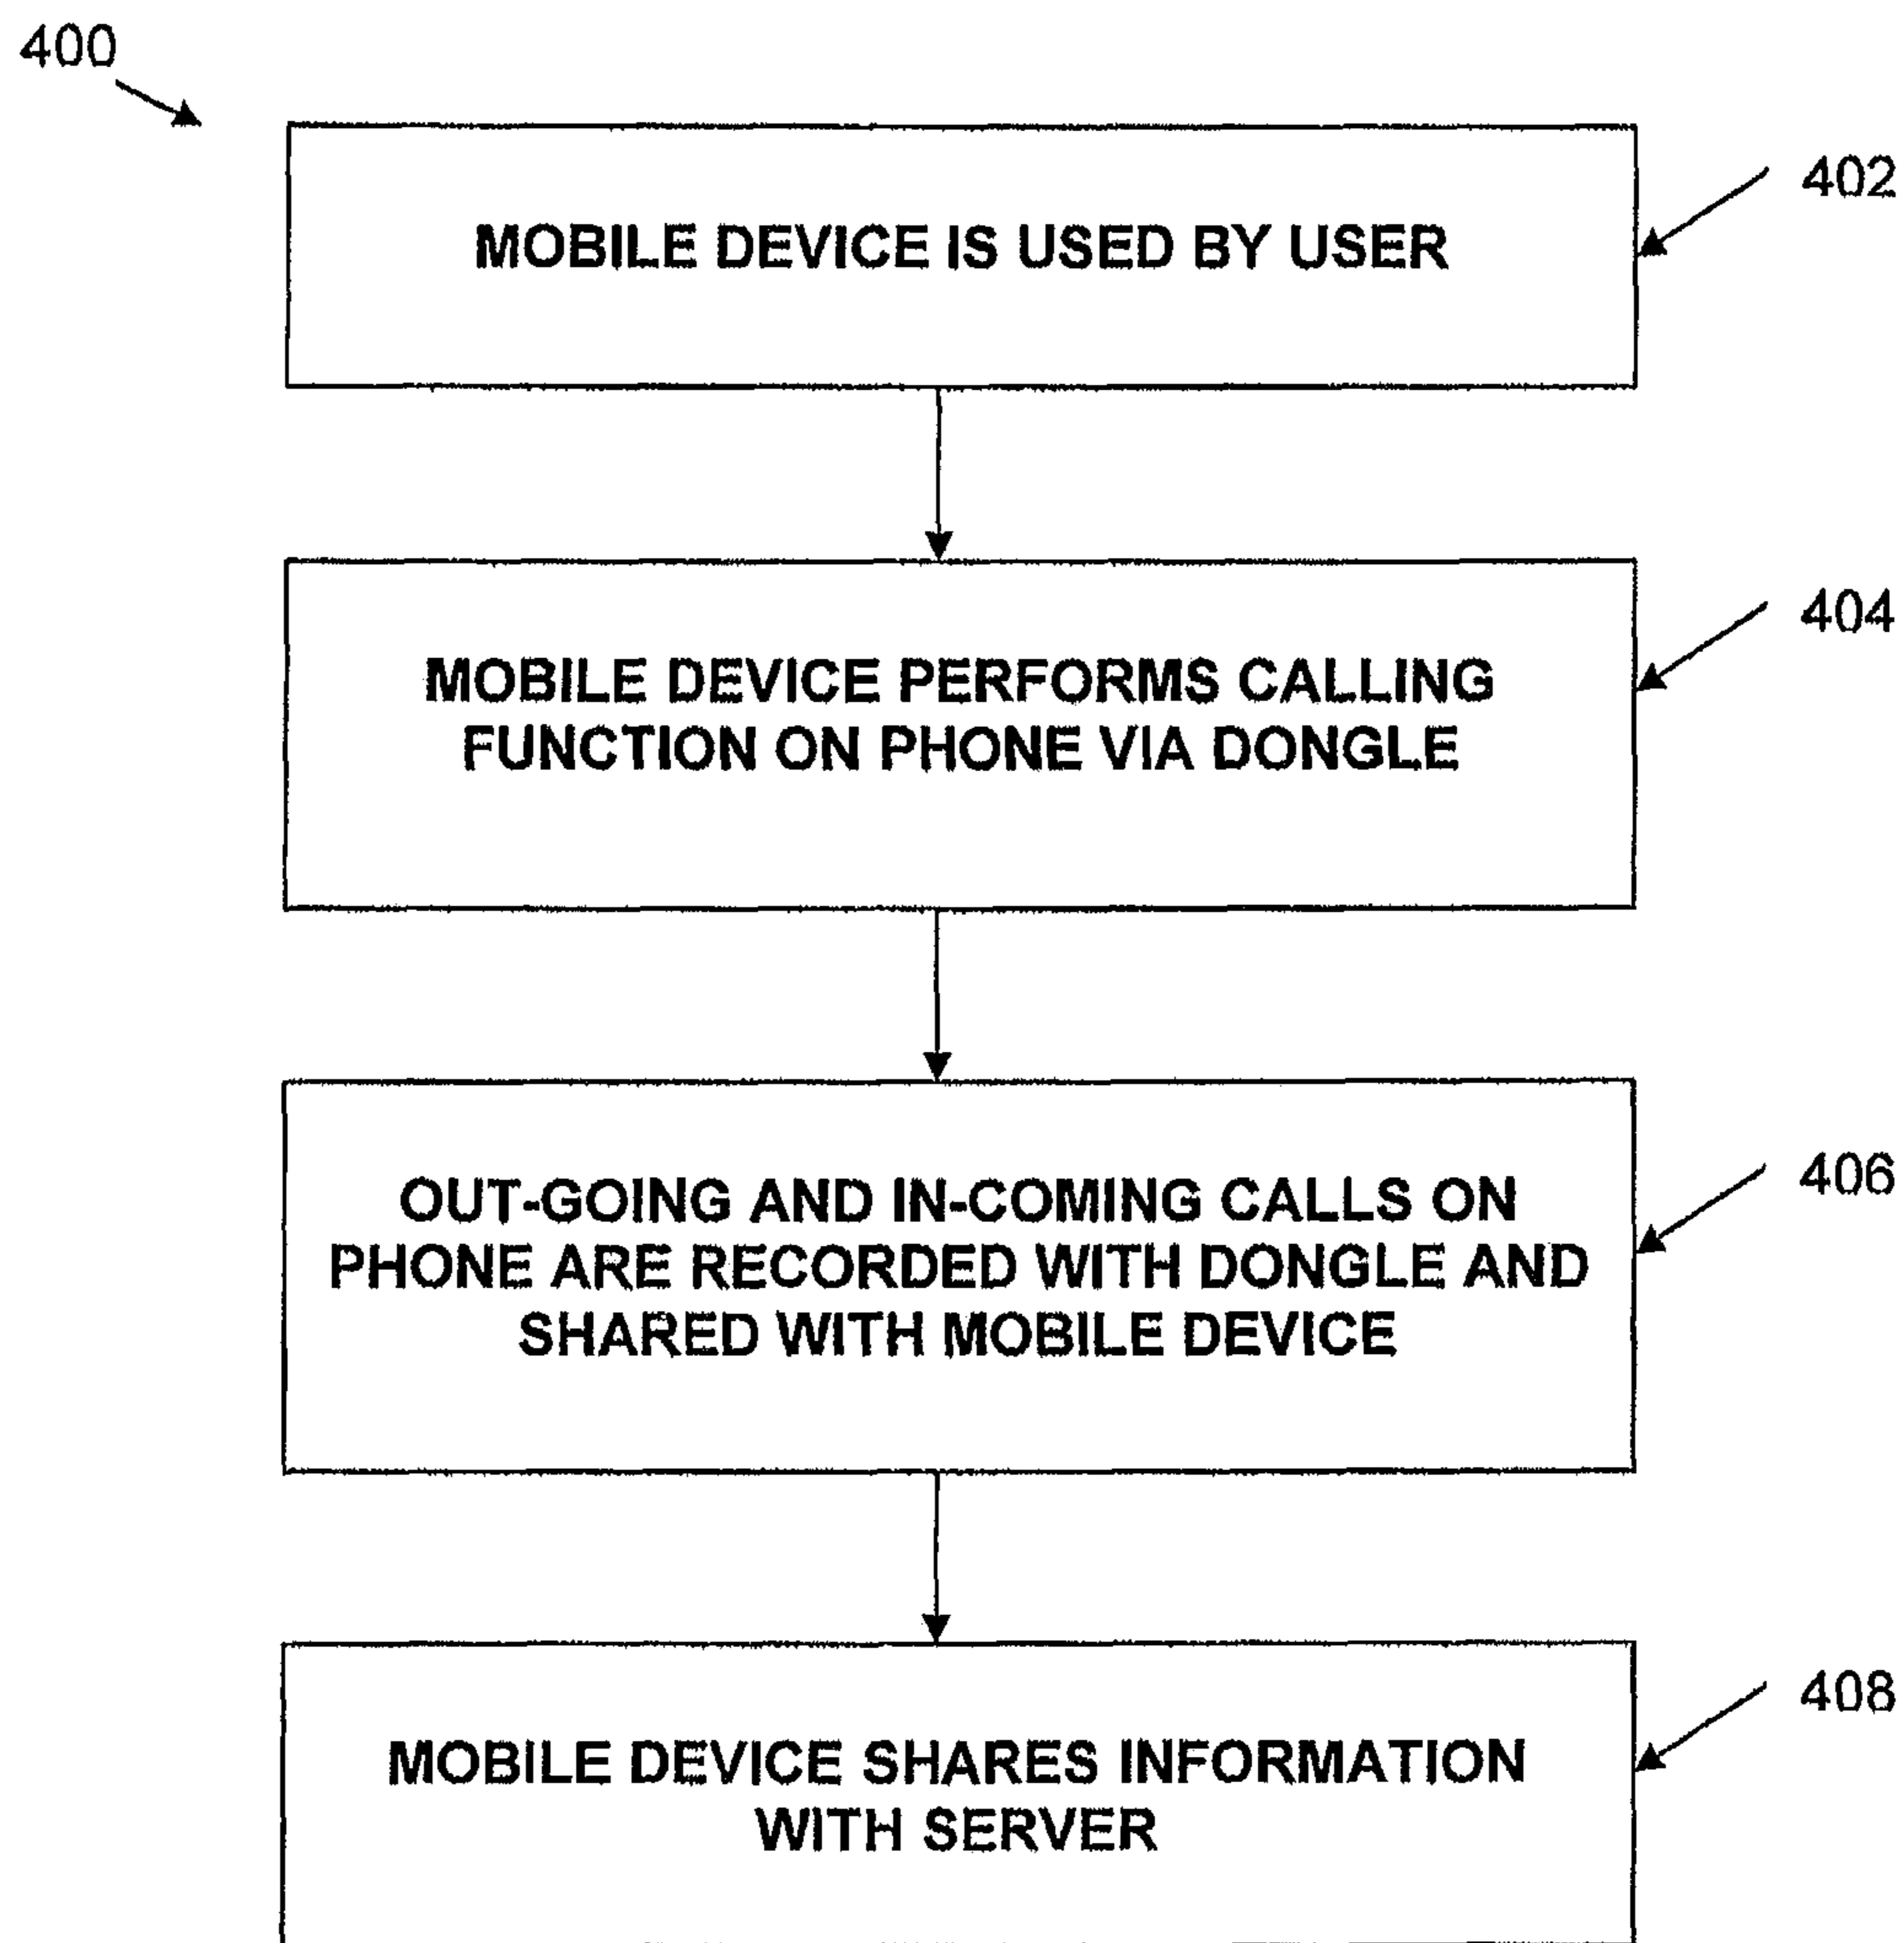 400
402
MOBILE DEVICE IS USED BY USER
404
MOBILE DEVICE PERFORMS CALLING
FUNCTION ON PHONE VIA DONGLE
406
OUT-GOING AND IN-COMING CALLS ON
PHONE ARE RECORDED WITH DONGLE AND
SHARED WITH MOBILE DEVICE
408
MOBILE DEVICE SHARES INFORMATION
WITH SERVER